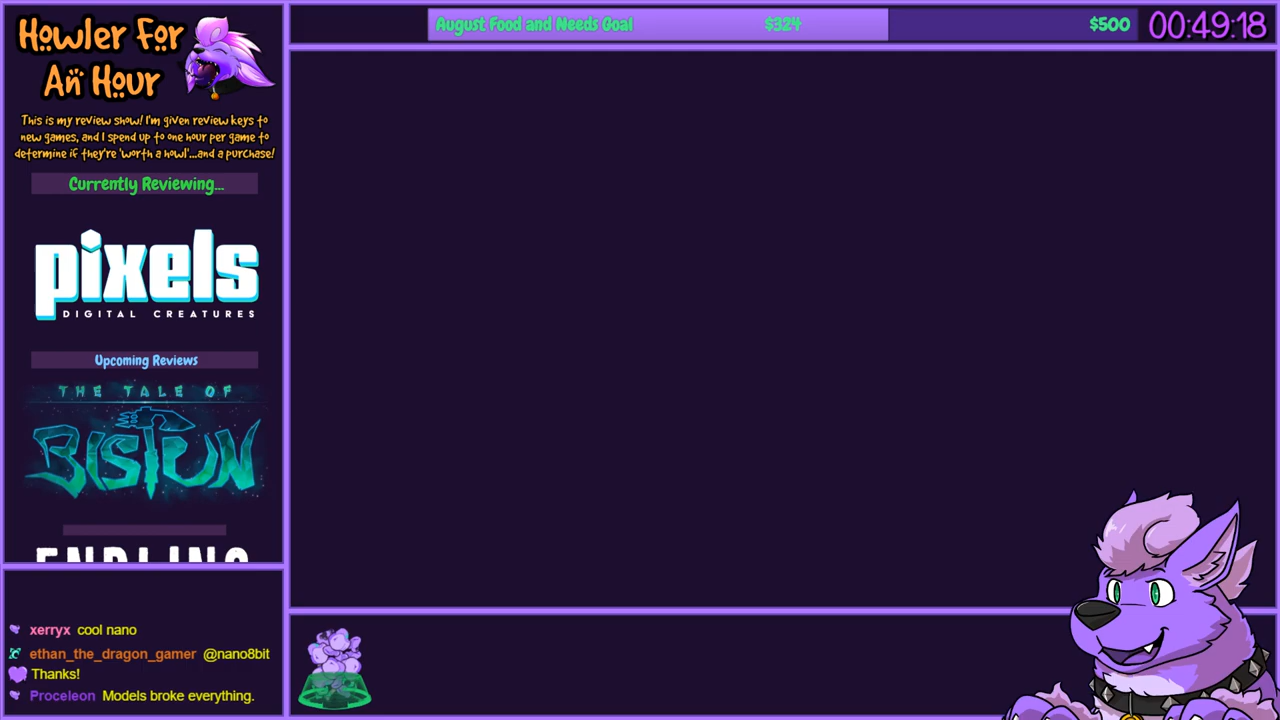 Howler For
An Hour
This is my review show! I'm given review keys to
new games, and I spend up to one hour per game to
determine if they're 'worth a howl'...and a purchase!
Currently Reviewing...
pixels
DIGITAL CREATURES
Upcoming Reviews
THE TALE OF
BISTUN
ENDLING
August Food and Needs Goal $324 $500
00:49:18
xerryx cool nano
ethan_the_dragon_gamer @nano8bit
Thanks!
Proceleon Models broke everything.